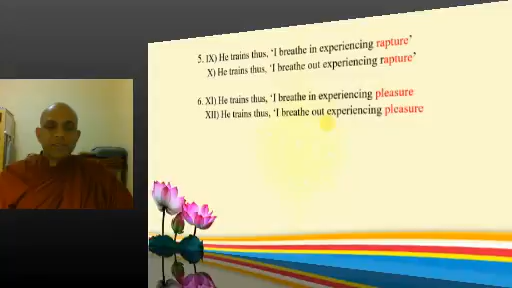 5. IX) He trains thus, 'I breathe in experiencing rapture'
X) He trains thus, 'I breathe out experiencing rapture'
6. XI) He trains thus, 'I breathe in experiencing pleasure
XII) He trains thus, 'I breathe out experiencing pleasure